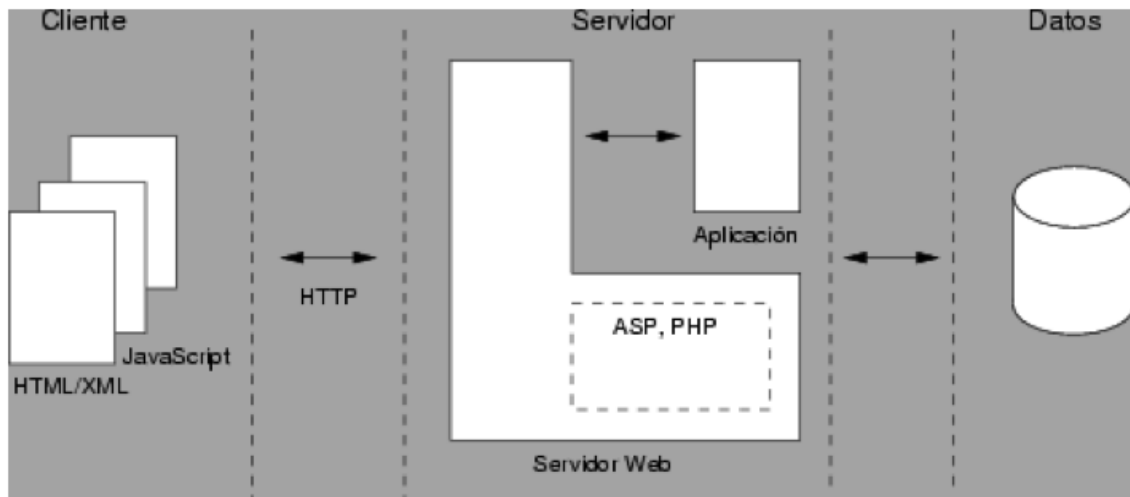 Cliente
Servidor
Datos
Aplicación
HTTP
ASP, PHP
JavaScript
HTML/XML
Servidor Web